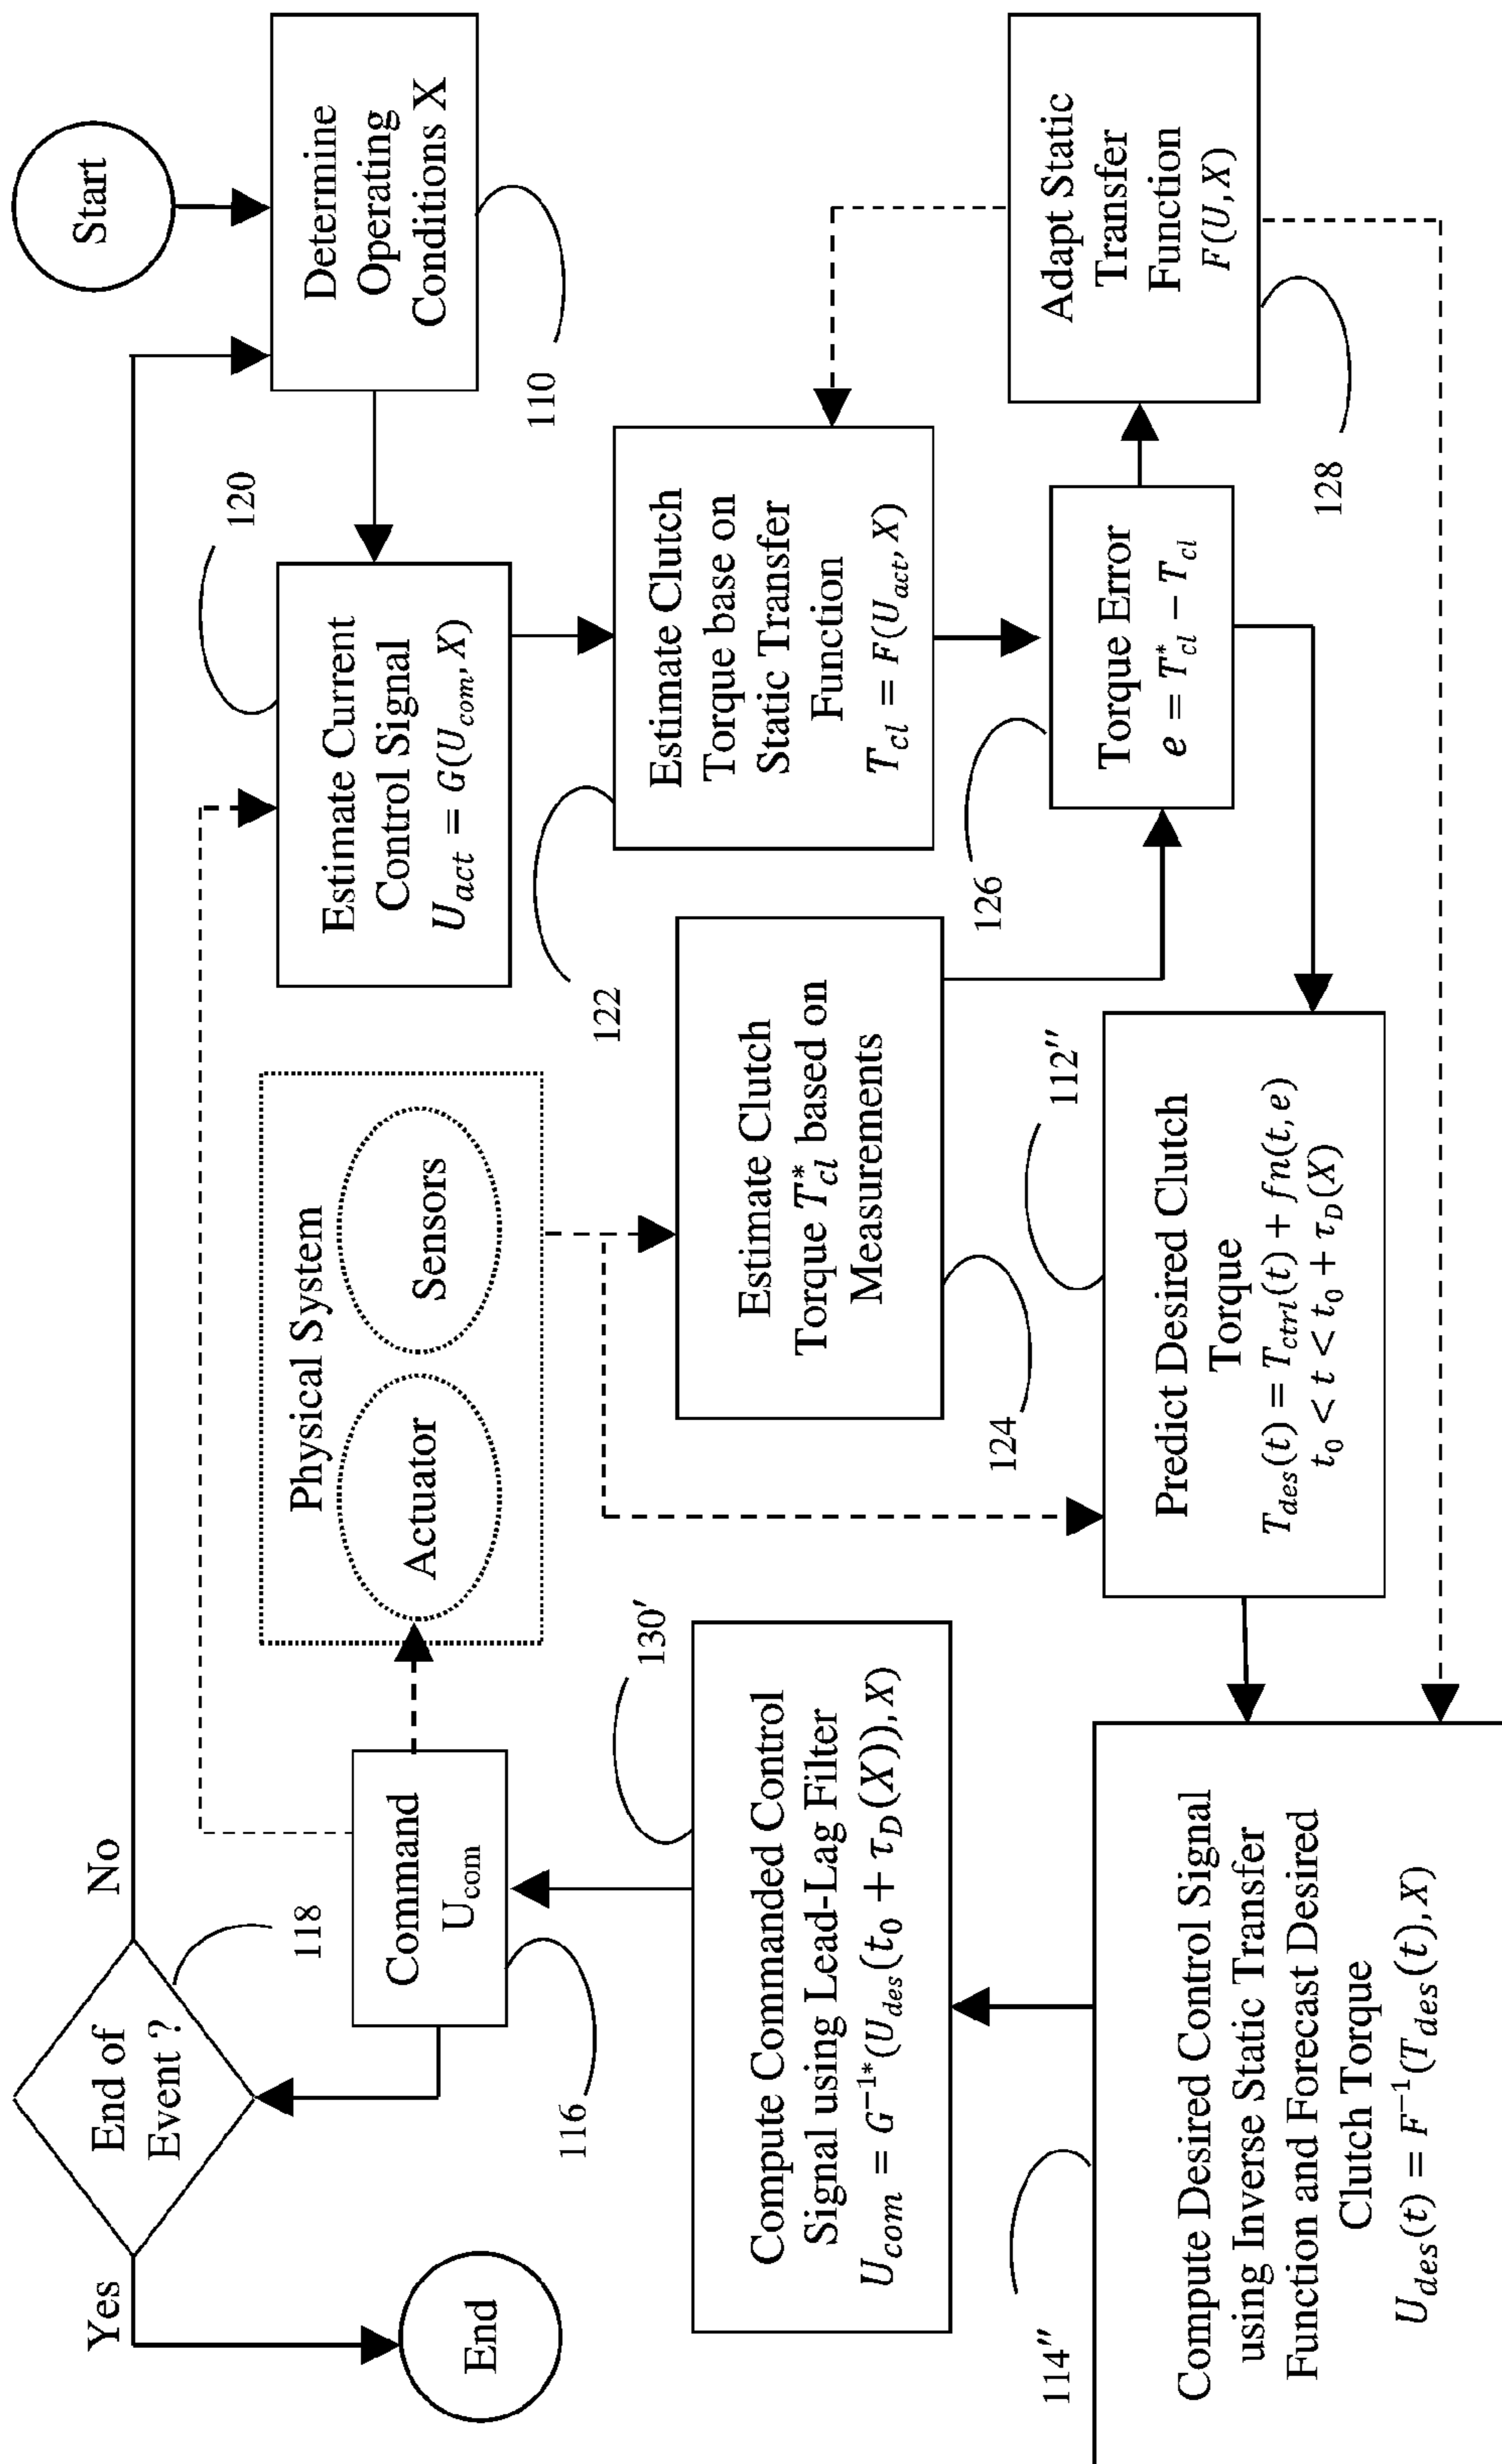 Start
Determine
Operating
Conditions X
110
120
Estimate Current
Control Signal
U_act = G(U_com, X)
122
Estimate Clutch
Torque base on
Static Transfer
Function
T_cl = F(U_act, X)
Physical System
Actuator
Sensors
124
Estimate Clutch
Torque T*_cl based on
Measurements
126
Torque Error
e = T*_cl − T_cl
128
Adapt Static
Transfer
Function
F(U, X)
112″
Predict Desired Clutch
Torque
T_des(t) = T_ctrl(t) + fn(t, e)
t_0 < t < t_0 + τ_D(X)
114″
Compute Desired Control Signal
using Inverse Static Transfer
Function and Forecast Desired
Clutch Torque
U_des(t) = F^−1(T_des(t), X)
130′
Compute Commanded Control
Signal using Lead-Lag Filter
U_com = G^−1*(U_des(t_0 + τ_D(X)), X)
116
Command
U_com
118
End of
Event ?
No
Yes
End